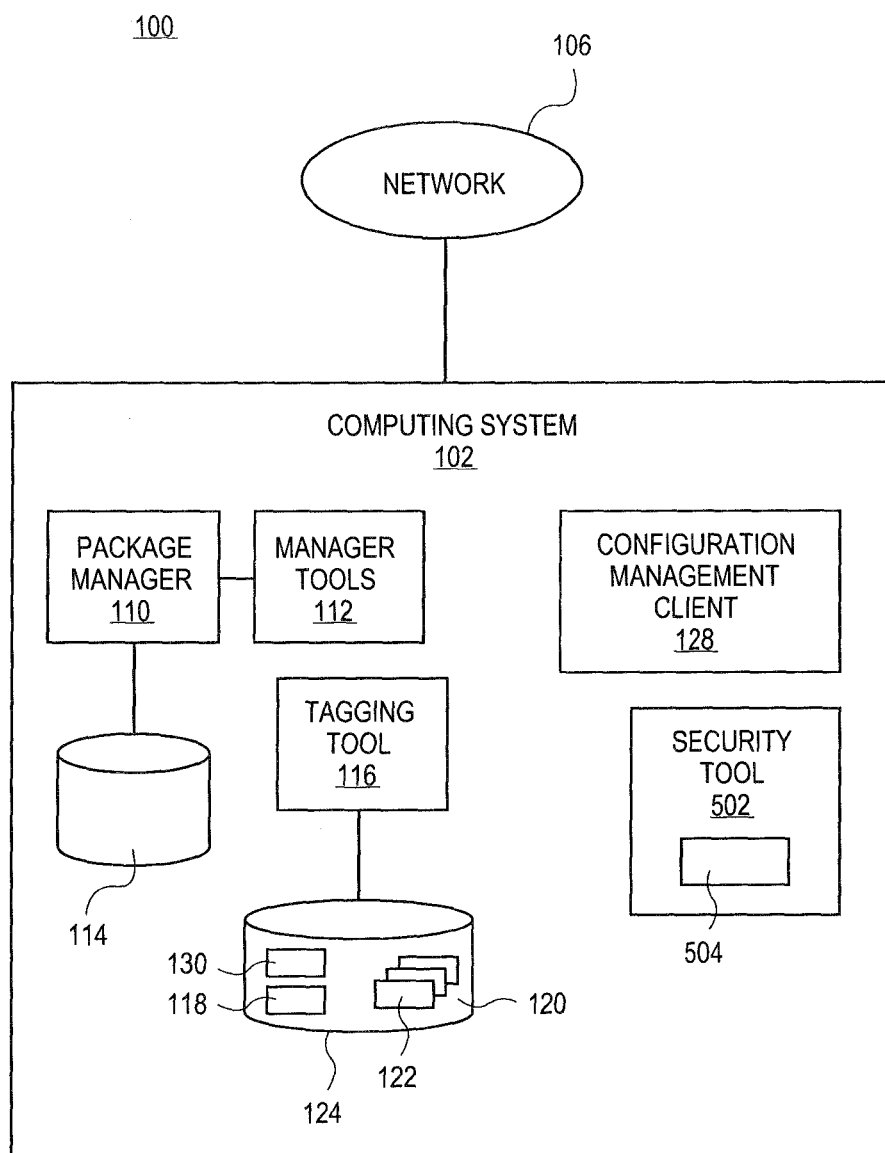 100
106
NETWORK
COMPUTING SYSTEM
102
PACKAGE
MANAGER
110
MANAGER
TOOLS
112
CONFIGURATION
MANAGEMENT
CLIENT
128
TAGGING
TOOL
116
SECURITY
TOOL
502
114
504
130
118
120
122
124